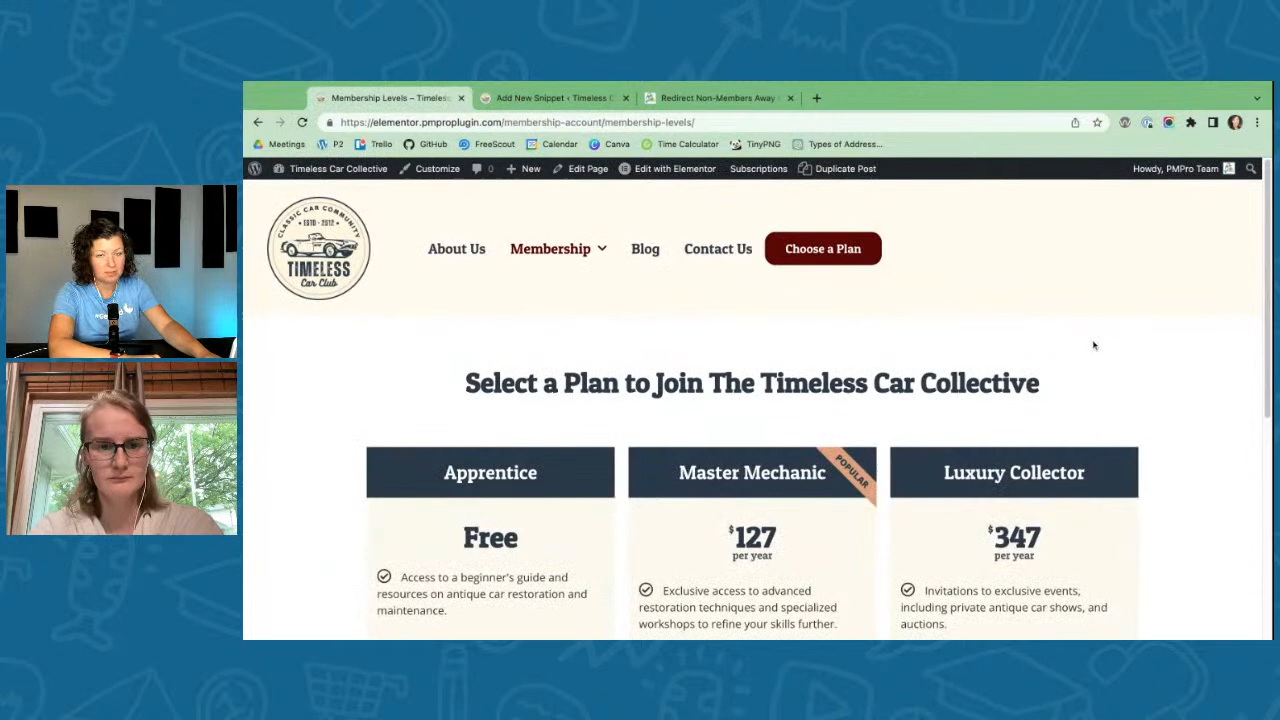 Membership Levels – Timeless
Add New Snippet ‹ Timeless C
Redirect Non-Members Away
https://elementor.pmproplugin.com/membership-account/membership-levels/
Meetings
P2
Trello
GitHub
FreeScout
Calendar
Canva
Time Calculator
TinyPNG
Types of Address...
Timeless Car Collective
Customize
0
New
Edit Page
Edit with Elementor
Subscriptions
Duplicate Post
Howdy, PMPro Team
CLASSIC CAR COMMUNITY
ESTD - 2012
TIMELESS
Car Club
About Us
Membership
Blog
Contact Us
Choose a Plan
Select a Plan to Join The Timeless Car Collective
Apprentice
Free
Access to a beginner's guide and
resources on antique car restoration and
maintenance.
Master Mechanic
POPULAR
$127
per year
Exclusive access to advanced
restoration techniques and specialized
workshops to refine your skills further.
Luxury Collector
$347
per year
Invitations to exclusive events,
including private antique car shows, and
auctions.